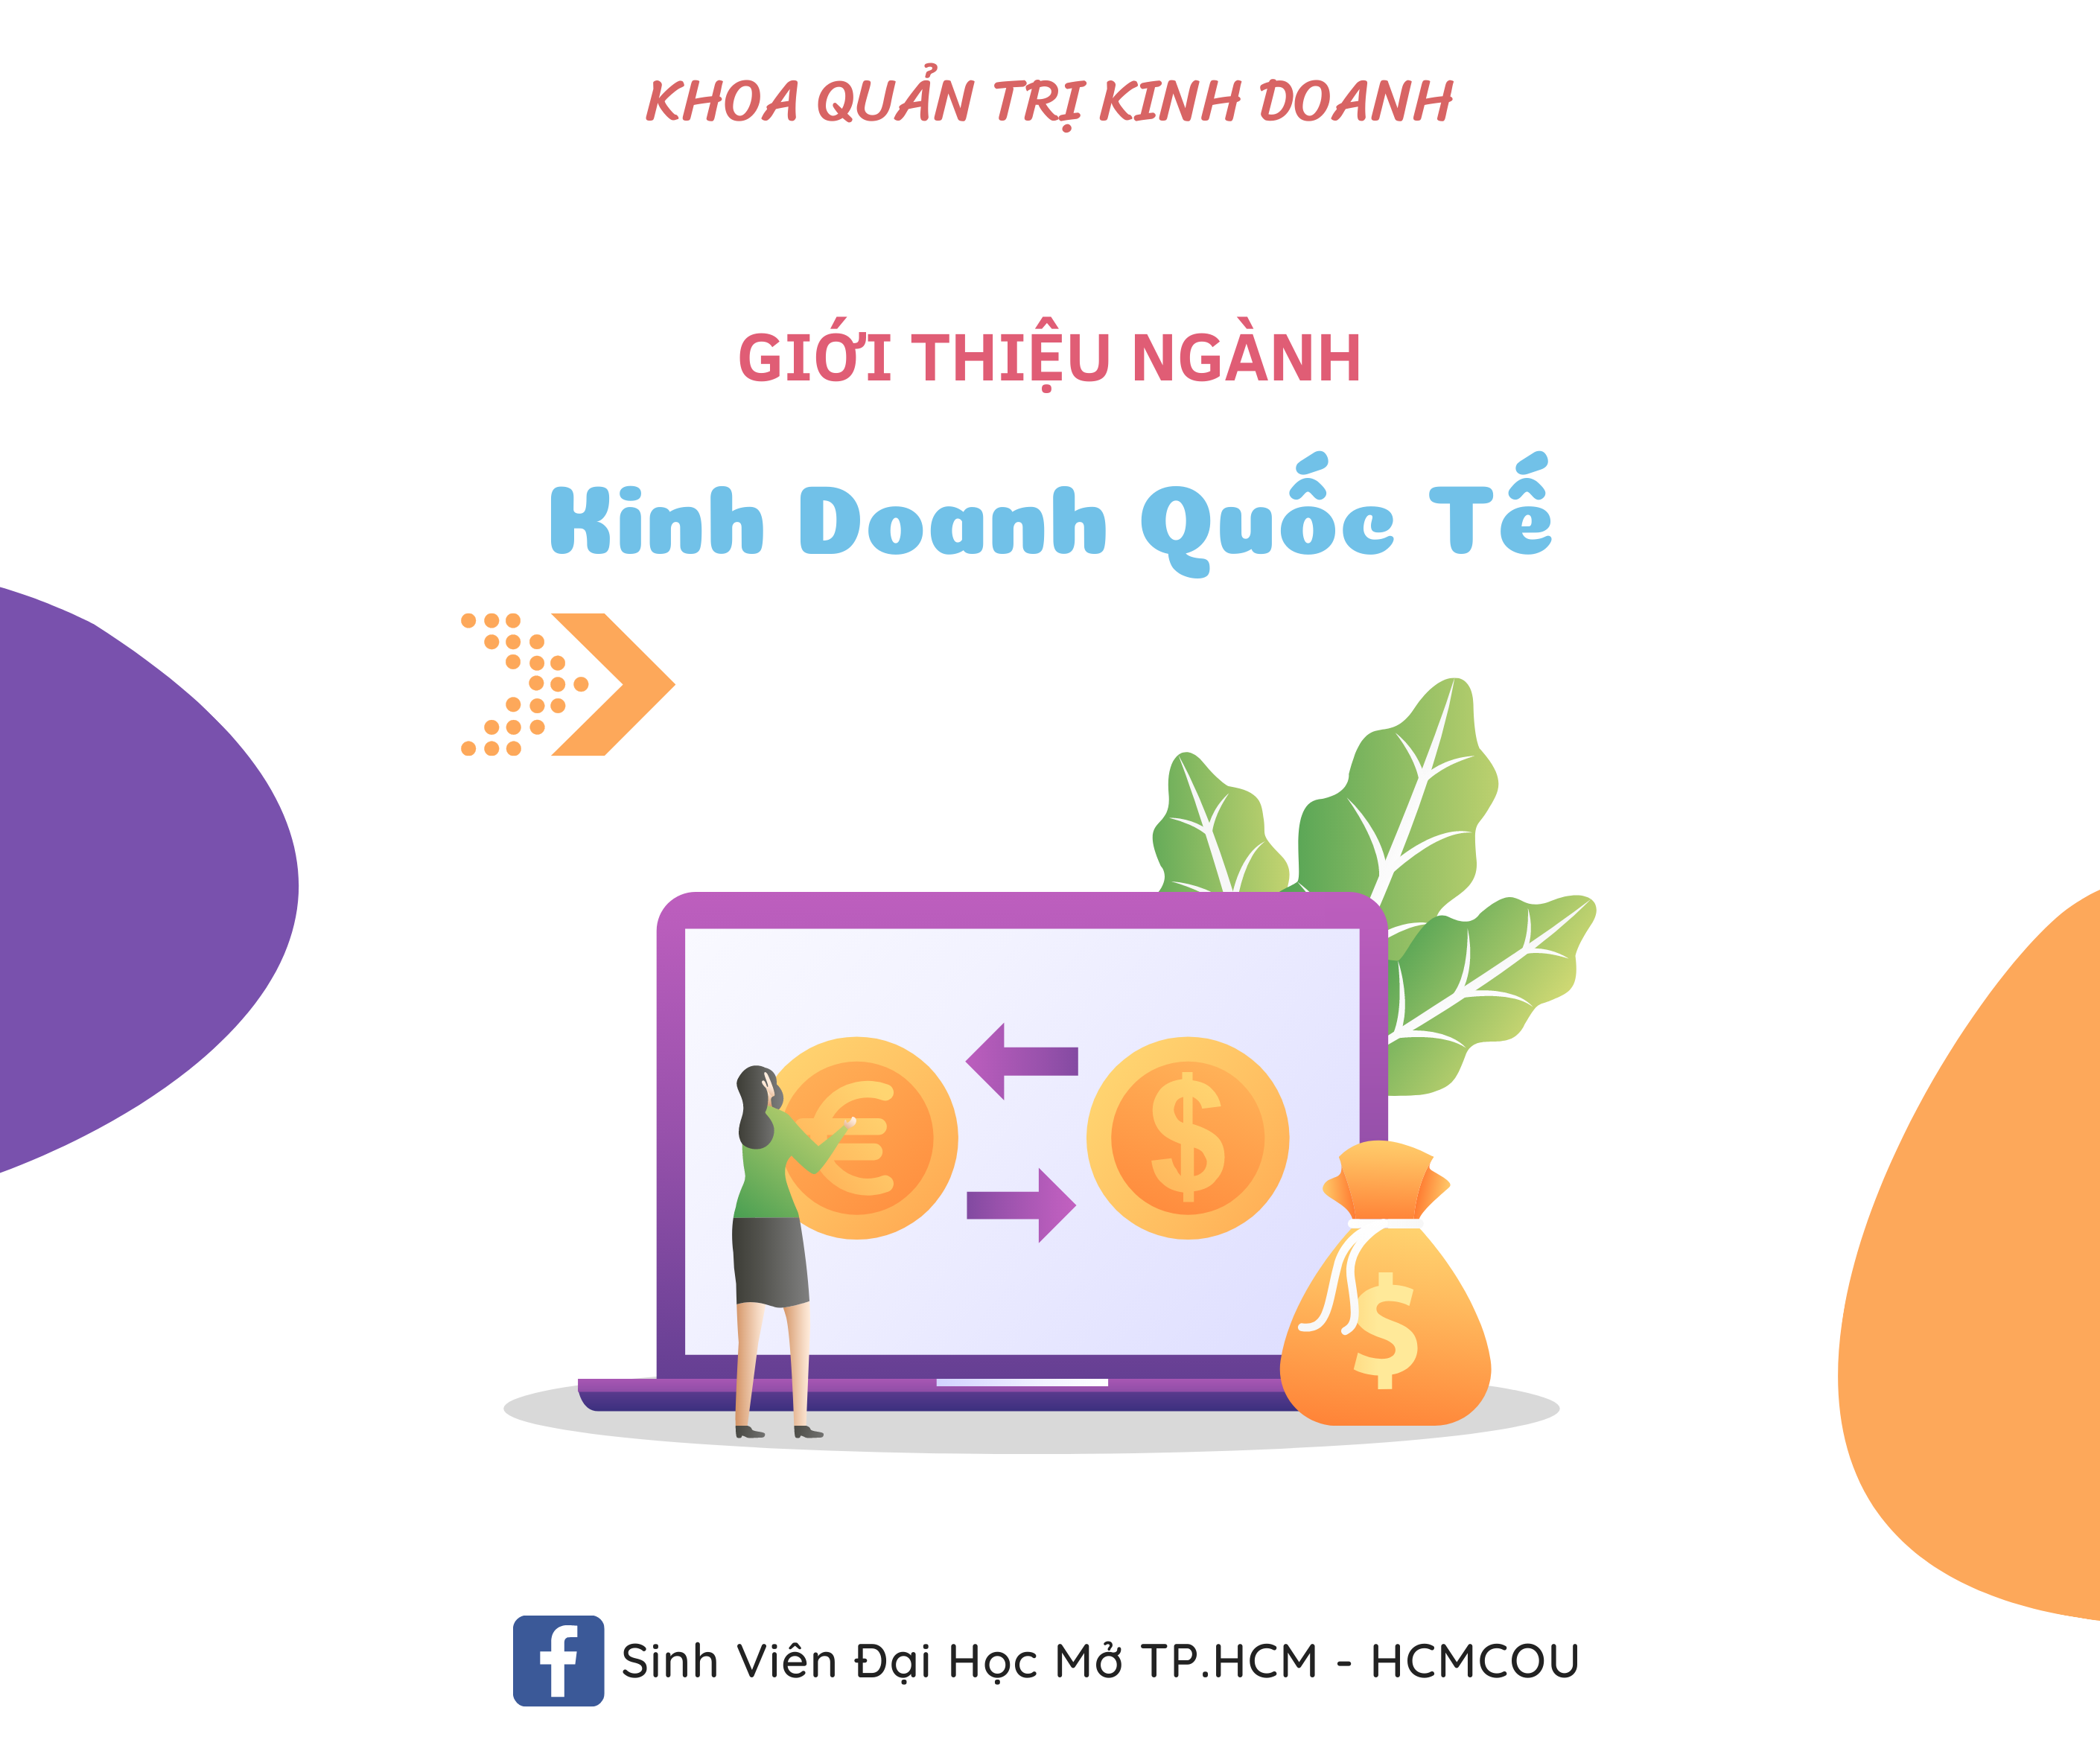 KHOA QUẢN TRỊ KINH DOANH
GIỚI THIỆU NGÀNH
Kinh Doanh Quốc Tế
€ $
$
f Sinh Viên Đại Học Mở TP.HCM - HCMCOU